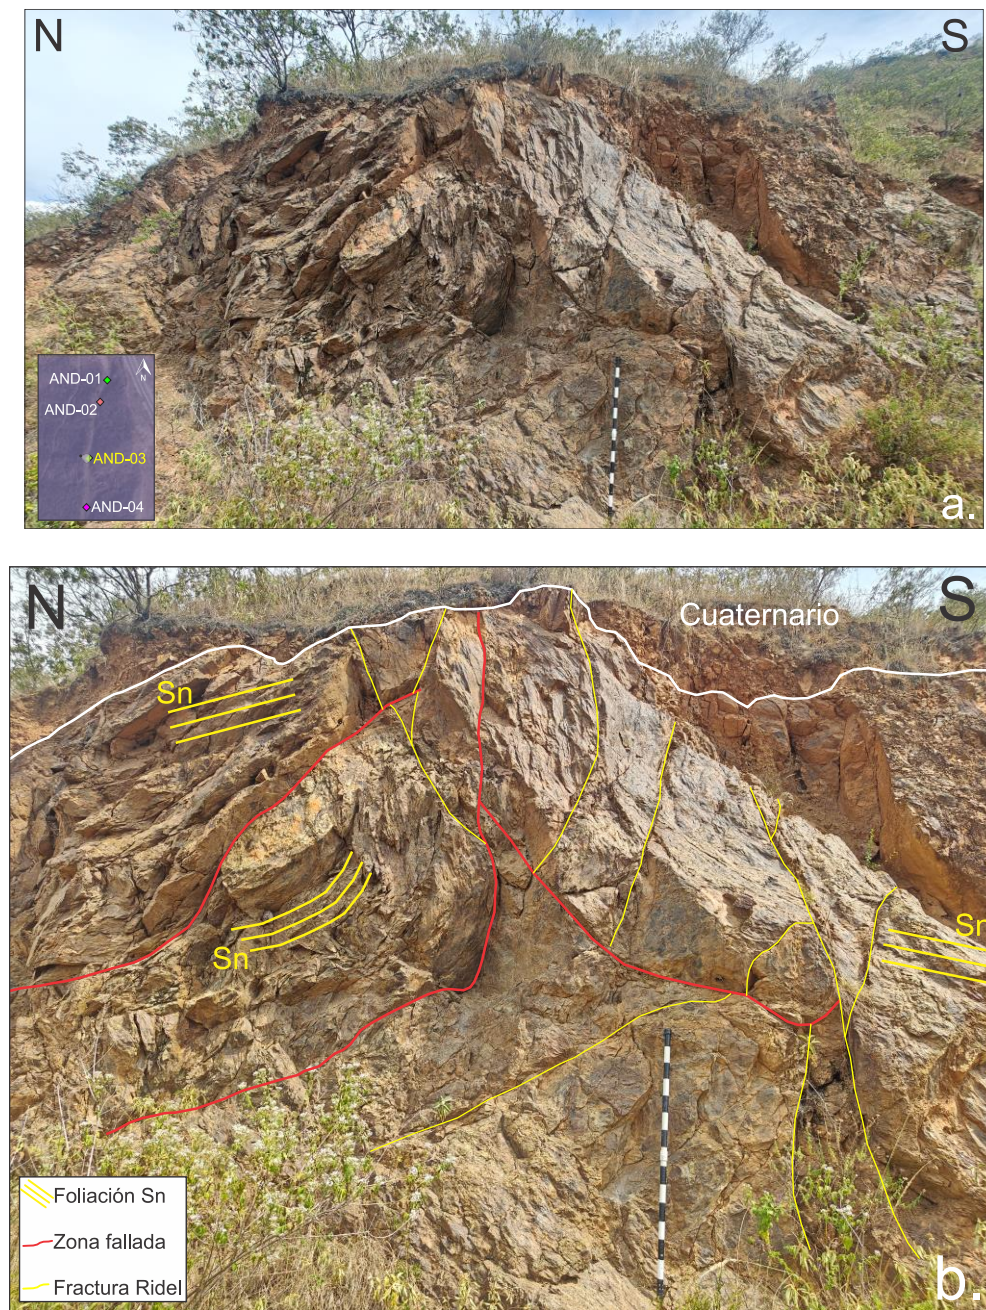 N
S
AND-01
N
AND-02
AND-03
AND-04
a.
N
S
Cuaternario
Sn
Sn
Sn
Foliación Sn
Zona fallada
Fractura Ridel
b.